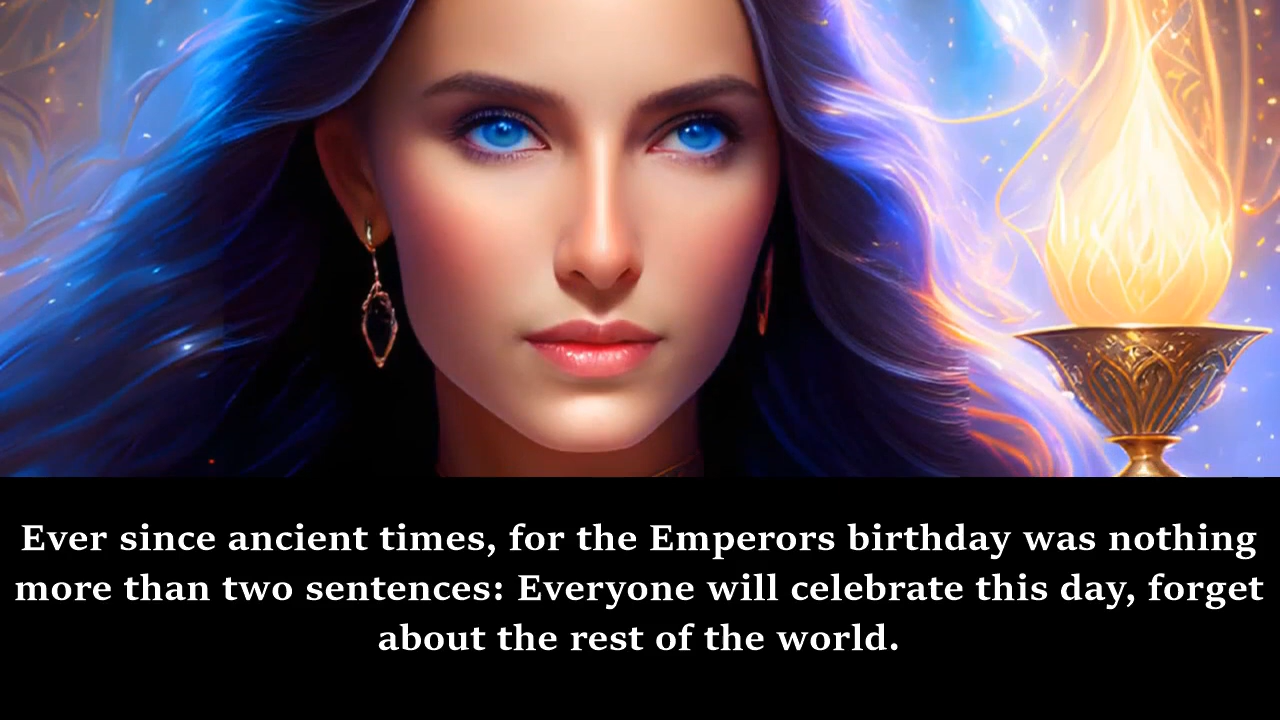 Ever since ancient times, for the Emperors birthday was nothing
more than two sentences: Everyone will celebrate this day, forget
about the rest of the world.